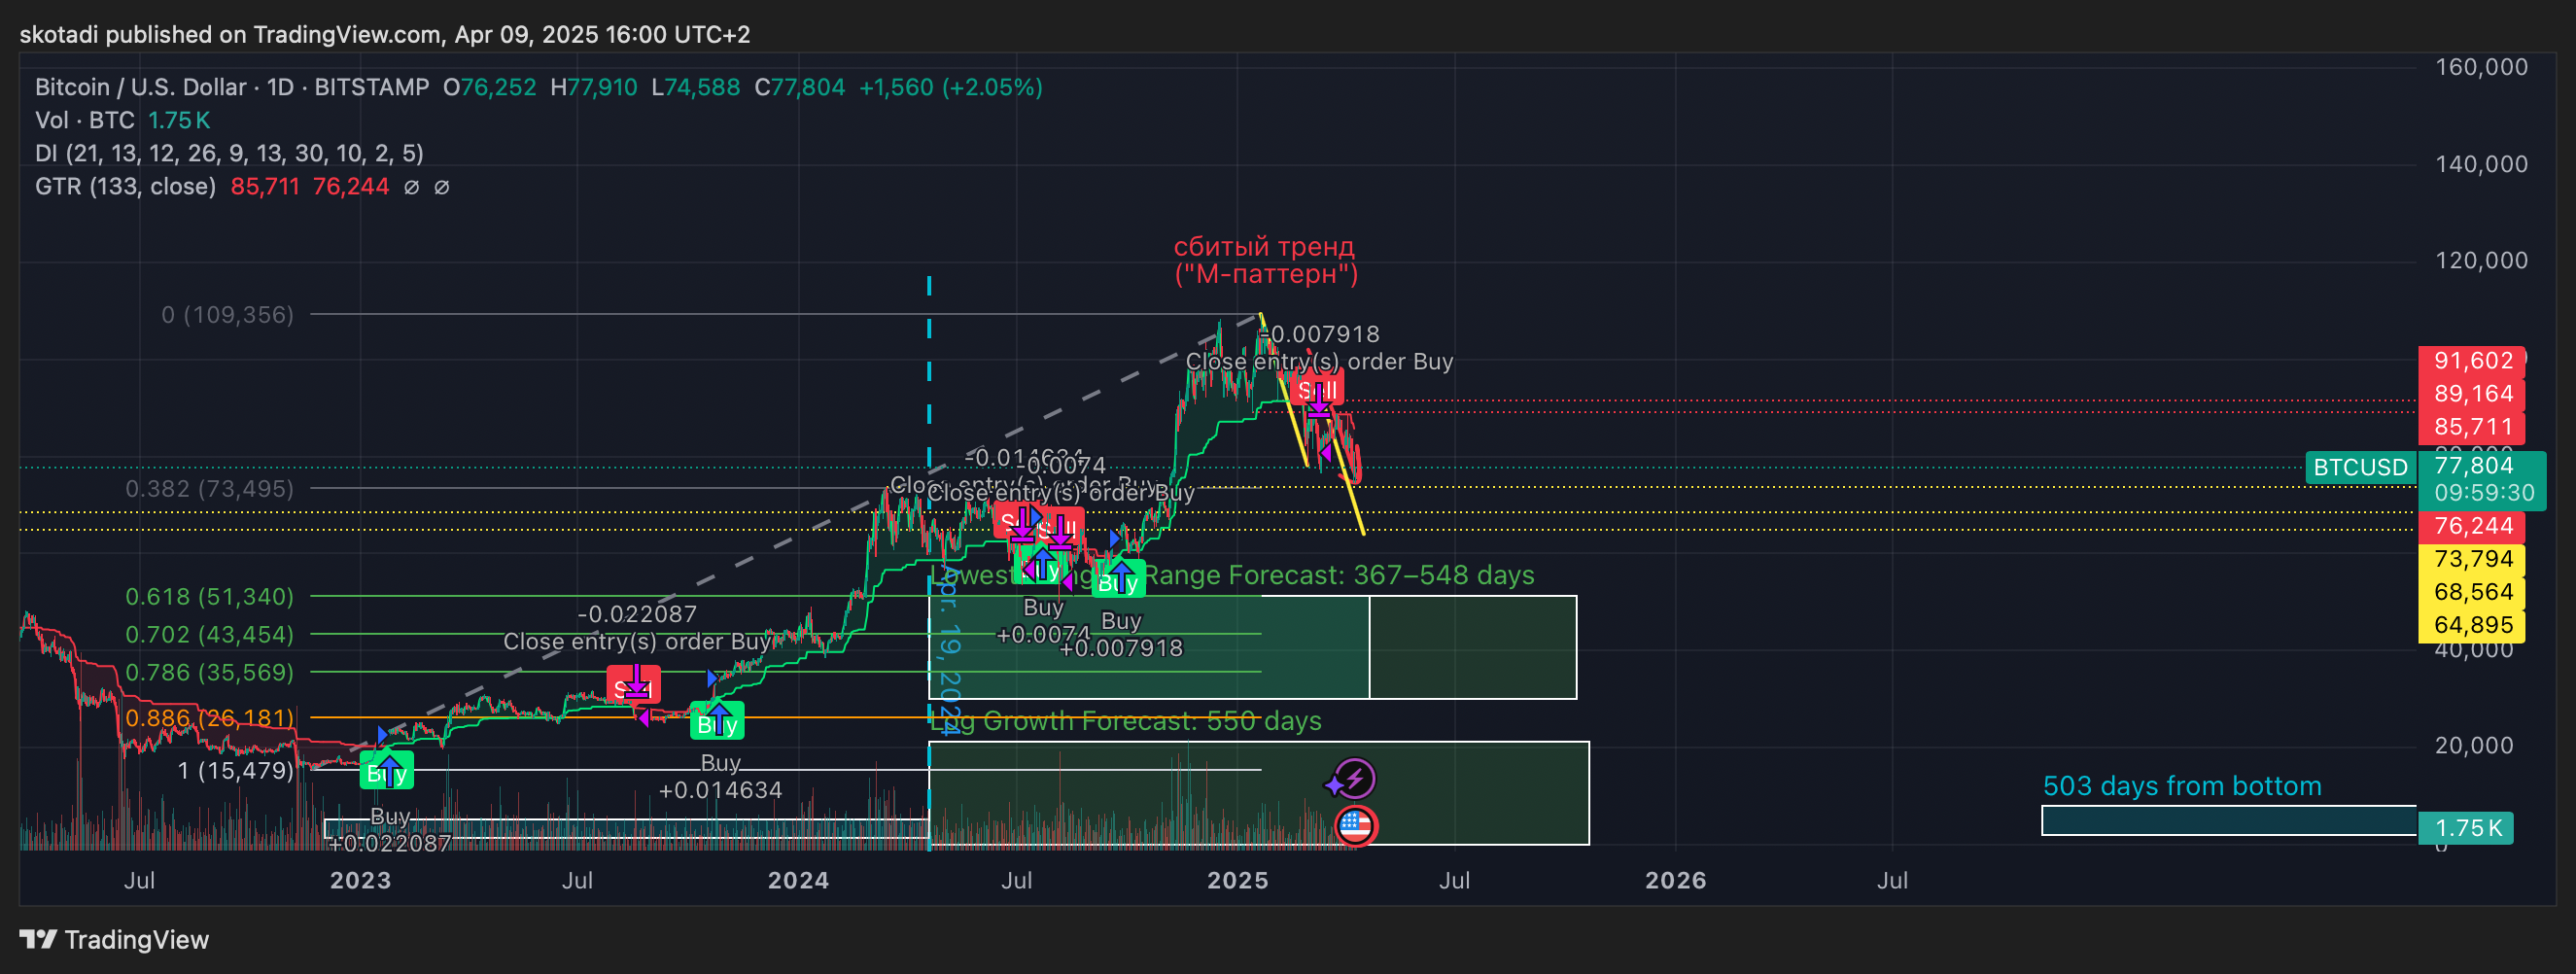 skotadi published on TradingView.com, Apr 09, 2025 16:00 UTC+2
Bitcoin / U.S. Dollar · 1D · BITSTAMP O76,252 H77,910 L74,588 C77,804 +1,560 (+2.05%)
Vol · BTC 1.75 K
DI (21, 13, 12, 26, 9, 13, 30, 10, 2, 5)
GTR (133, close) 85,711 76,244 ∅ ∅
160,000
140,000
120,000
сбитый тренд
("М-паттерн")
0 (109,356)
-0.007918
Close entry(s) order Buy
Sell
91,602
89,164
85,711
BTCUSD 77,804
09:59:30
76,244
73,794
68,564
64,895
40,000
20,000
0
-0.014634
-0.0074
Close entry(s) order Buy
Close entry(s) order Buy
0.382 (73,495)
Sell
Buy
Buy
Lowest Range Forecast: 367–548 days
0.618 (51,340)
Buy
+0.0074
Buy
+0.007918
0.702 (43,454)
-0.022087
Close entry(s) order Buy
0.786 (35,569)
Sell
Apr. 19, 2024
0.886 (26,181)
Buy
Log Growth Forecast: 550 days
1 (15,479)
Buy
Buy
+0.014634
Buy
+0.022087
503 days from bottom
1.75 K
Jul
2023
Jul
2024
Jul
2025
Jul
2026
Jul
TradingView